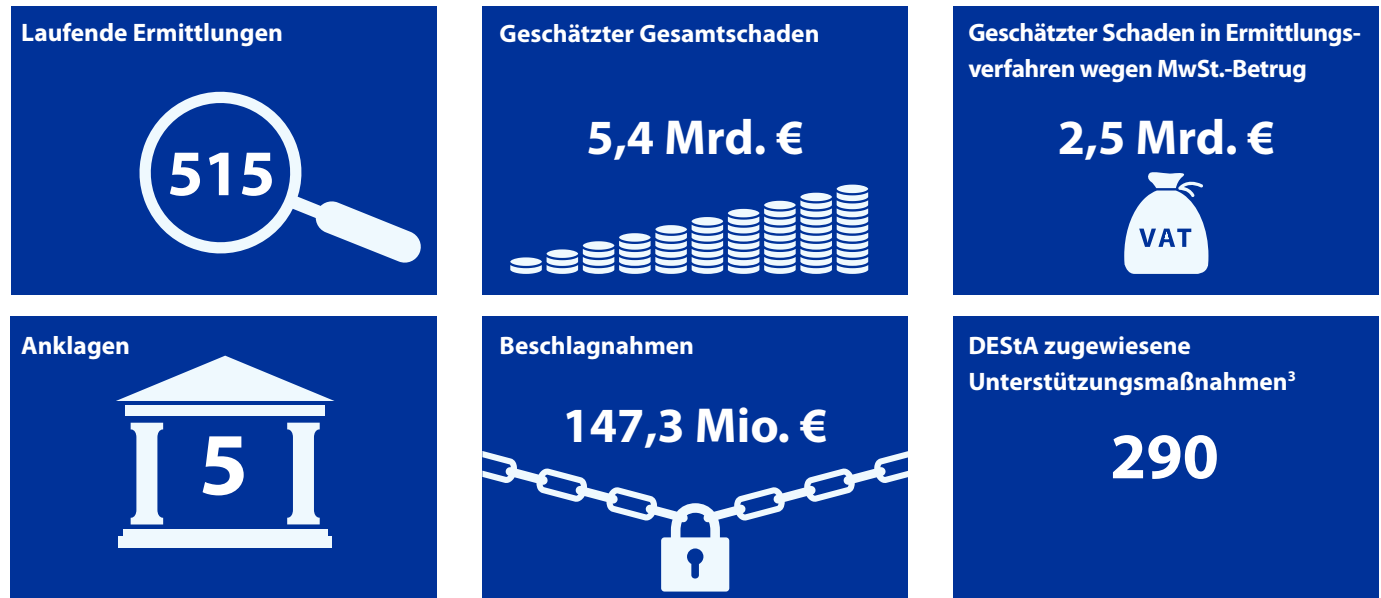 Laufende Ermittlungen
515
Geschätzter Gesamtschaden
5,4 Mrd. €
Geschätzter Schaden in Ermittlungs-
verfahren wegen MwSt.-Betrug
2,5 Mrd. €
VAT
Anklagen
5
Beschlagnahmen
147,3 Mio. €
DEStA zugewiesene
Unterstützungsmaßnahmen³
290